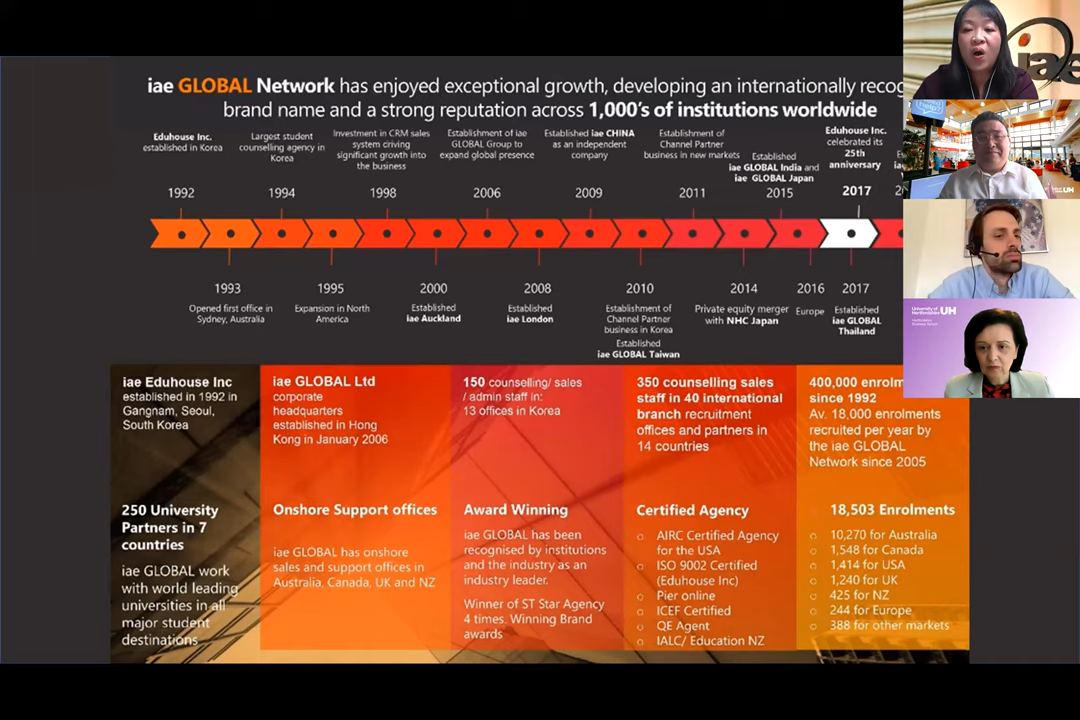 iae GLOBAL Network has enjoyed exceptional growth, developing an internationally recog
brand name and a strong reputation across 1,000's of institutions worldwide
Eduhouse Inc.
established in Korea
Largest student
counselling agency in
Korea
Investment in CRM sales
system driving
significant growth into
the business
Establishment of iae
GLOBAL Group to
expand global presence
Established iae CHINA
as an independent
company
Establishment of
Channel Partner
business in new markets
Established
iae GLOBAL India and
iae GLOBAL Japan
Eduhouse Inc.
celebrated its
25th
anniversary
1992
1994
1998
2006
2009
2011
2015
2017
1993
1995
2000
2008
2010
2014
2016
2017
Opened first office in
Sydney, Australia
Expansion in North
America
Established
iae Auckland
Established
iae London
Establishment of
Channel Partner
business in Korea
Established
iae GLOBAL Taiwan
Private equity merger
with NHC Japan
Europe
Established
iae GLOBAL
Thailand
iae Eduhouse Inc
established in 1992 in
Gangnam, Seoul,
South Korea
iae GLOBAL Ltd
corporate
headquarters
established in Hong
Kong in January 2006
150 counselling/ sales
/ admin staff in:
13 offices in Korea
350 counselling sales
staff in 40 international
branch recruitment
offices and partners in
14 countries
400,000 enrolm
since 1992
Av. 18,000 enrolments
recruited per year by
the iae GLOBAL
Network since 2005
250 University
Partners in 7
countries
iae GLOBAL work
with world leading
universities in all
major student
destinations
Onshore Support offices
iae GLOBAL has onshore
sales and support offices in
Australia, Canada, UK and NZ
Award Winning
iae GLOBAL has been
recognised by institutions
and the industry as an
industry leader.
Winner of ST Star Agency
4 times. Winning Brand
awards
Certified Agency
AIRC Certified Agency
for the USA
ISO 9002 Certified
(Eduhouse Inc)
Pier online
ICEF Certified
QE Agent
IALC/ Education NZ
18,503 Enrolments
10,270 for Australia
1,548 for Canada
1,414 for USA
1,240 for UK
425 for NZ
244 for Europe
388 for other markets
iae
help?
UH
University of
Hertfordshire UH
Hertfordshire
Business School